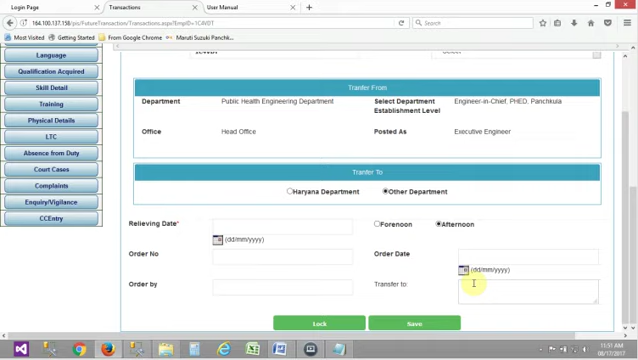 Login Page
Transactions
User Manual
164.100.137.158/pis/FutureTransaction/Transactions.aspx?EmpID=1C4V0T
Search
Most Visited
Getting Started
From Google Chrome
Maruti Suzuki Panchk...
Language
Qualification Acquired
Skill Detail
Training
Physical Details
LTC
Absence from Duty
Court Cases
Complaints
Enquiry/Vigilance
CCEntry
1C4V0T
Select
Tranfer From
Department Public Health Engineering Department Select Department Establishment Level Engineer-in-Chief, PHED, Panchkula
Office Head Office Posted As Executive Engineer
Tranfer To
Haryana Department Other Department
Relieving Date* Forenoon Afternoon
(dd/mm/yyyy)
Order No Order Date
(dd/mm/yyyy)
Order by Transfer to:
Lock Save
11:51 AM
08/17/2017